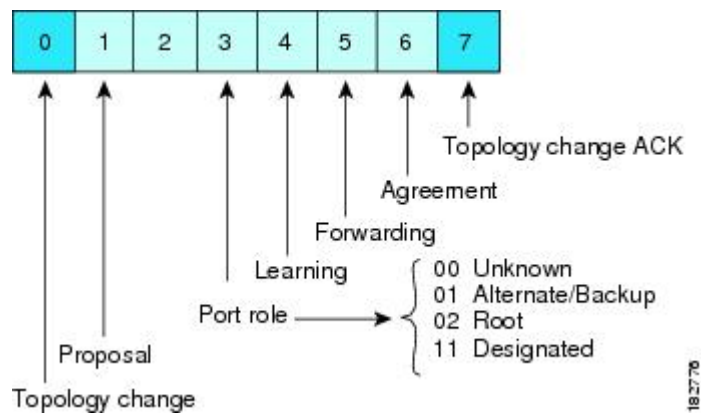 0 1 2 3 4 5 6 7
Topology change ACK
Agreement
Forwarding
Learning
Port role
00 Unknown
01 Alternate/Backup
02 Root
11 Designated
Proposal
Topology change
182776